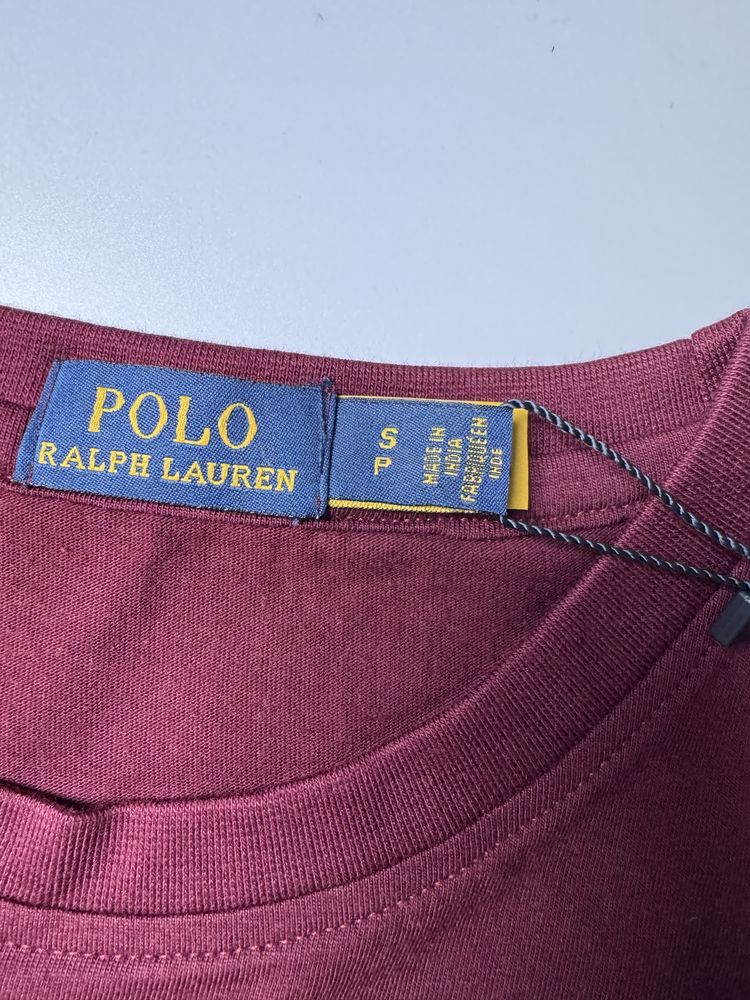 POLO
RALPH LAUREN
S
P
MADE IN
INDIA
FABRIQUÉ EN
INDE